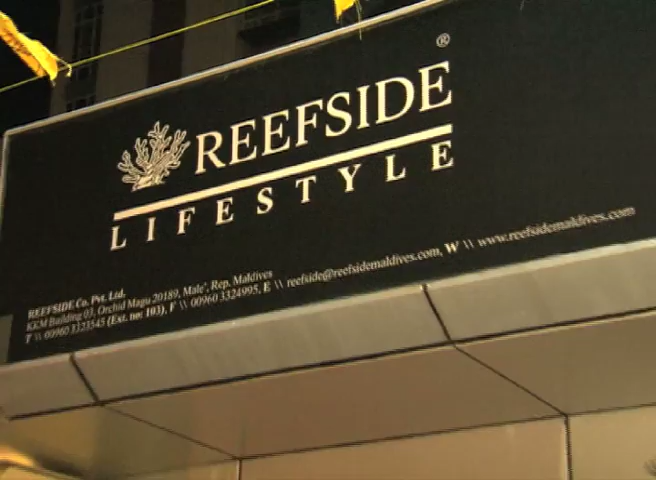 REEFSIDE ®
LIFESTYLE
REEFSIDE Co. Pvt. Ltd.
KKM Building 03, Orchid Magu 20189, Male', Rep. Maldives
T \\ 00960 3323545 (Ext. no: 103), F \\ 00960 3324995, E \\ reefside@reefsidemaldives.com, W \\ www.reefsidemaldives.com